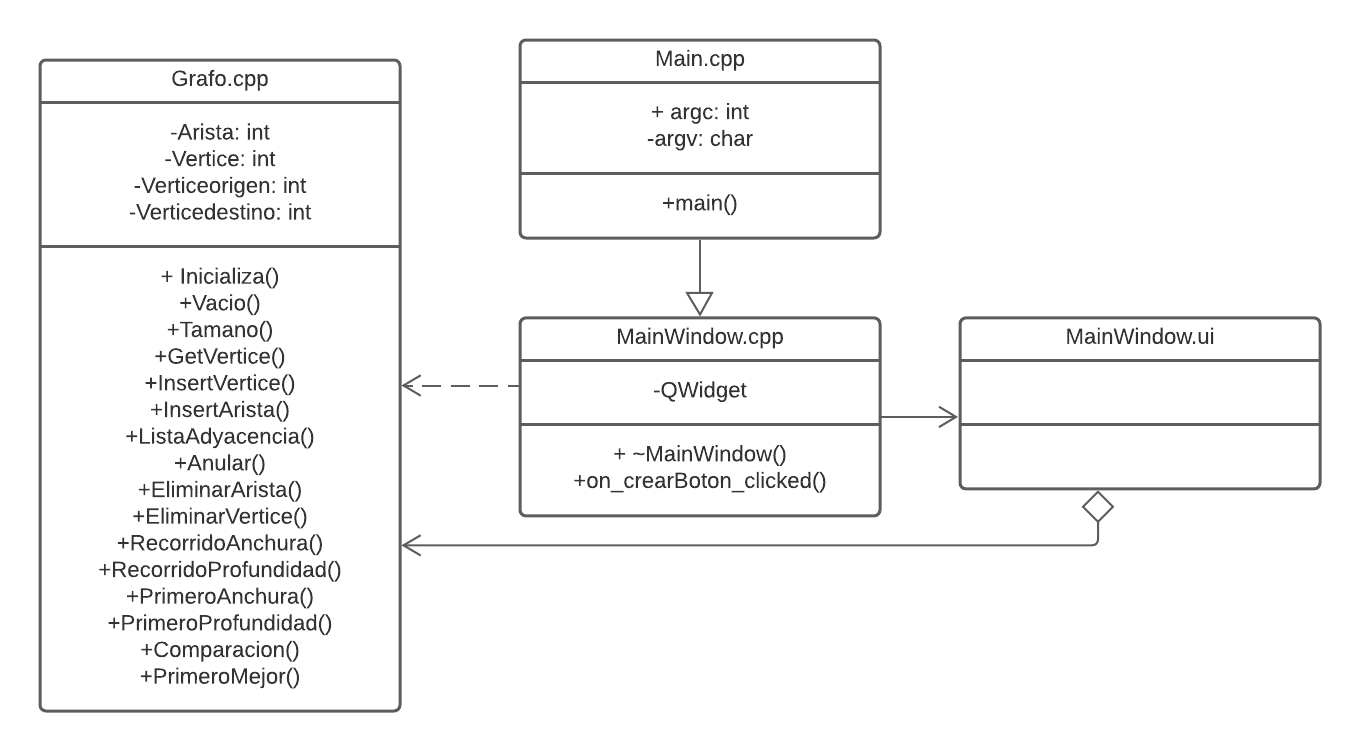 Grafo.cpp
-Arista: int
-Vertice: int
-Verticeorigen: int
-Verticedestino: int
+ Inicializa()
+Vacio()
+Tamano()
+GetVertice()
+InsertVertice()
+InsertArista()
+ListaAdyacencia()
+Anular()
+EliminarArista()
+EliminarVertice()
+RecorridoAnchura()
+RecorridoProfundidad()
+PrimeroAnchura()
+PrimeroProfundidad()
+Comparacion()
+PrimeroMejor()
Main.cpp
+ argc: int
-argv: char
+main()
MainWindow.cpp
-QWidget
+ ~MainWindow()
+on_crearBoton_clicked()
MainWindow.ui